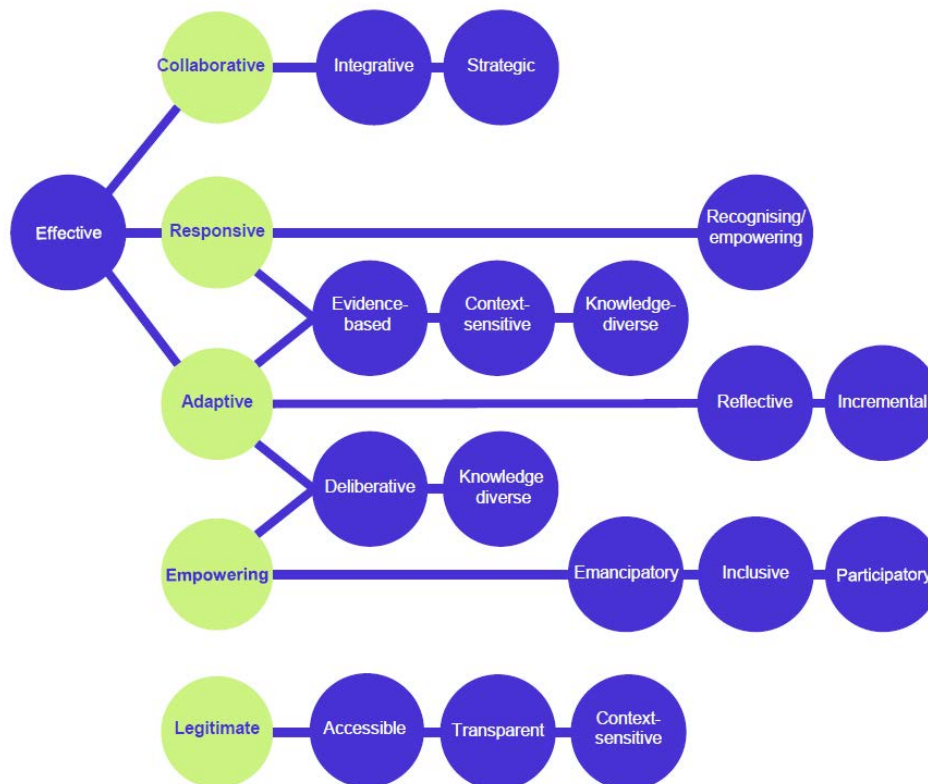 Collaborative
Integrative
Strategic
Effective
Responsive
Recognising/
empowering
Evidence-
based
Context-
sensitive
Knowledge-
diverse
Adaptive
Reflective
Incremental
Deliberative
Knowledge
diverse
Empowering
Emancipatory
Inclusive
Participatory
Legitimate
Accessible
Transparent
Context-
sensitive